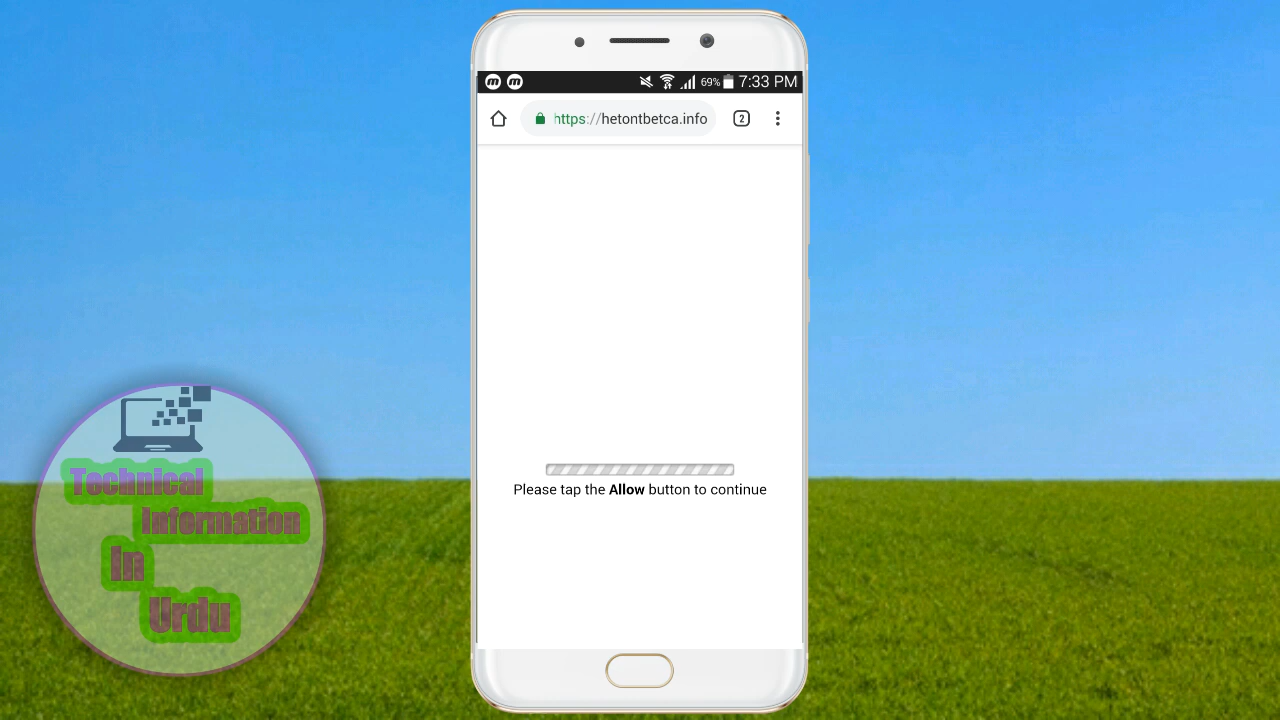 69% 7:33 PM
https://hetontbetca.info 2
Please tap the Allow button to continue
Technical
Information
In
Urdu